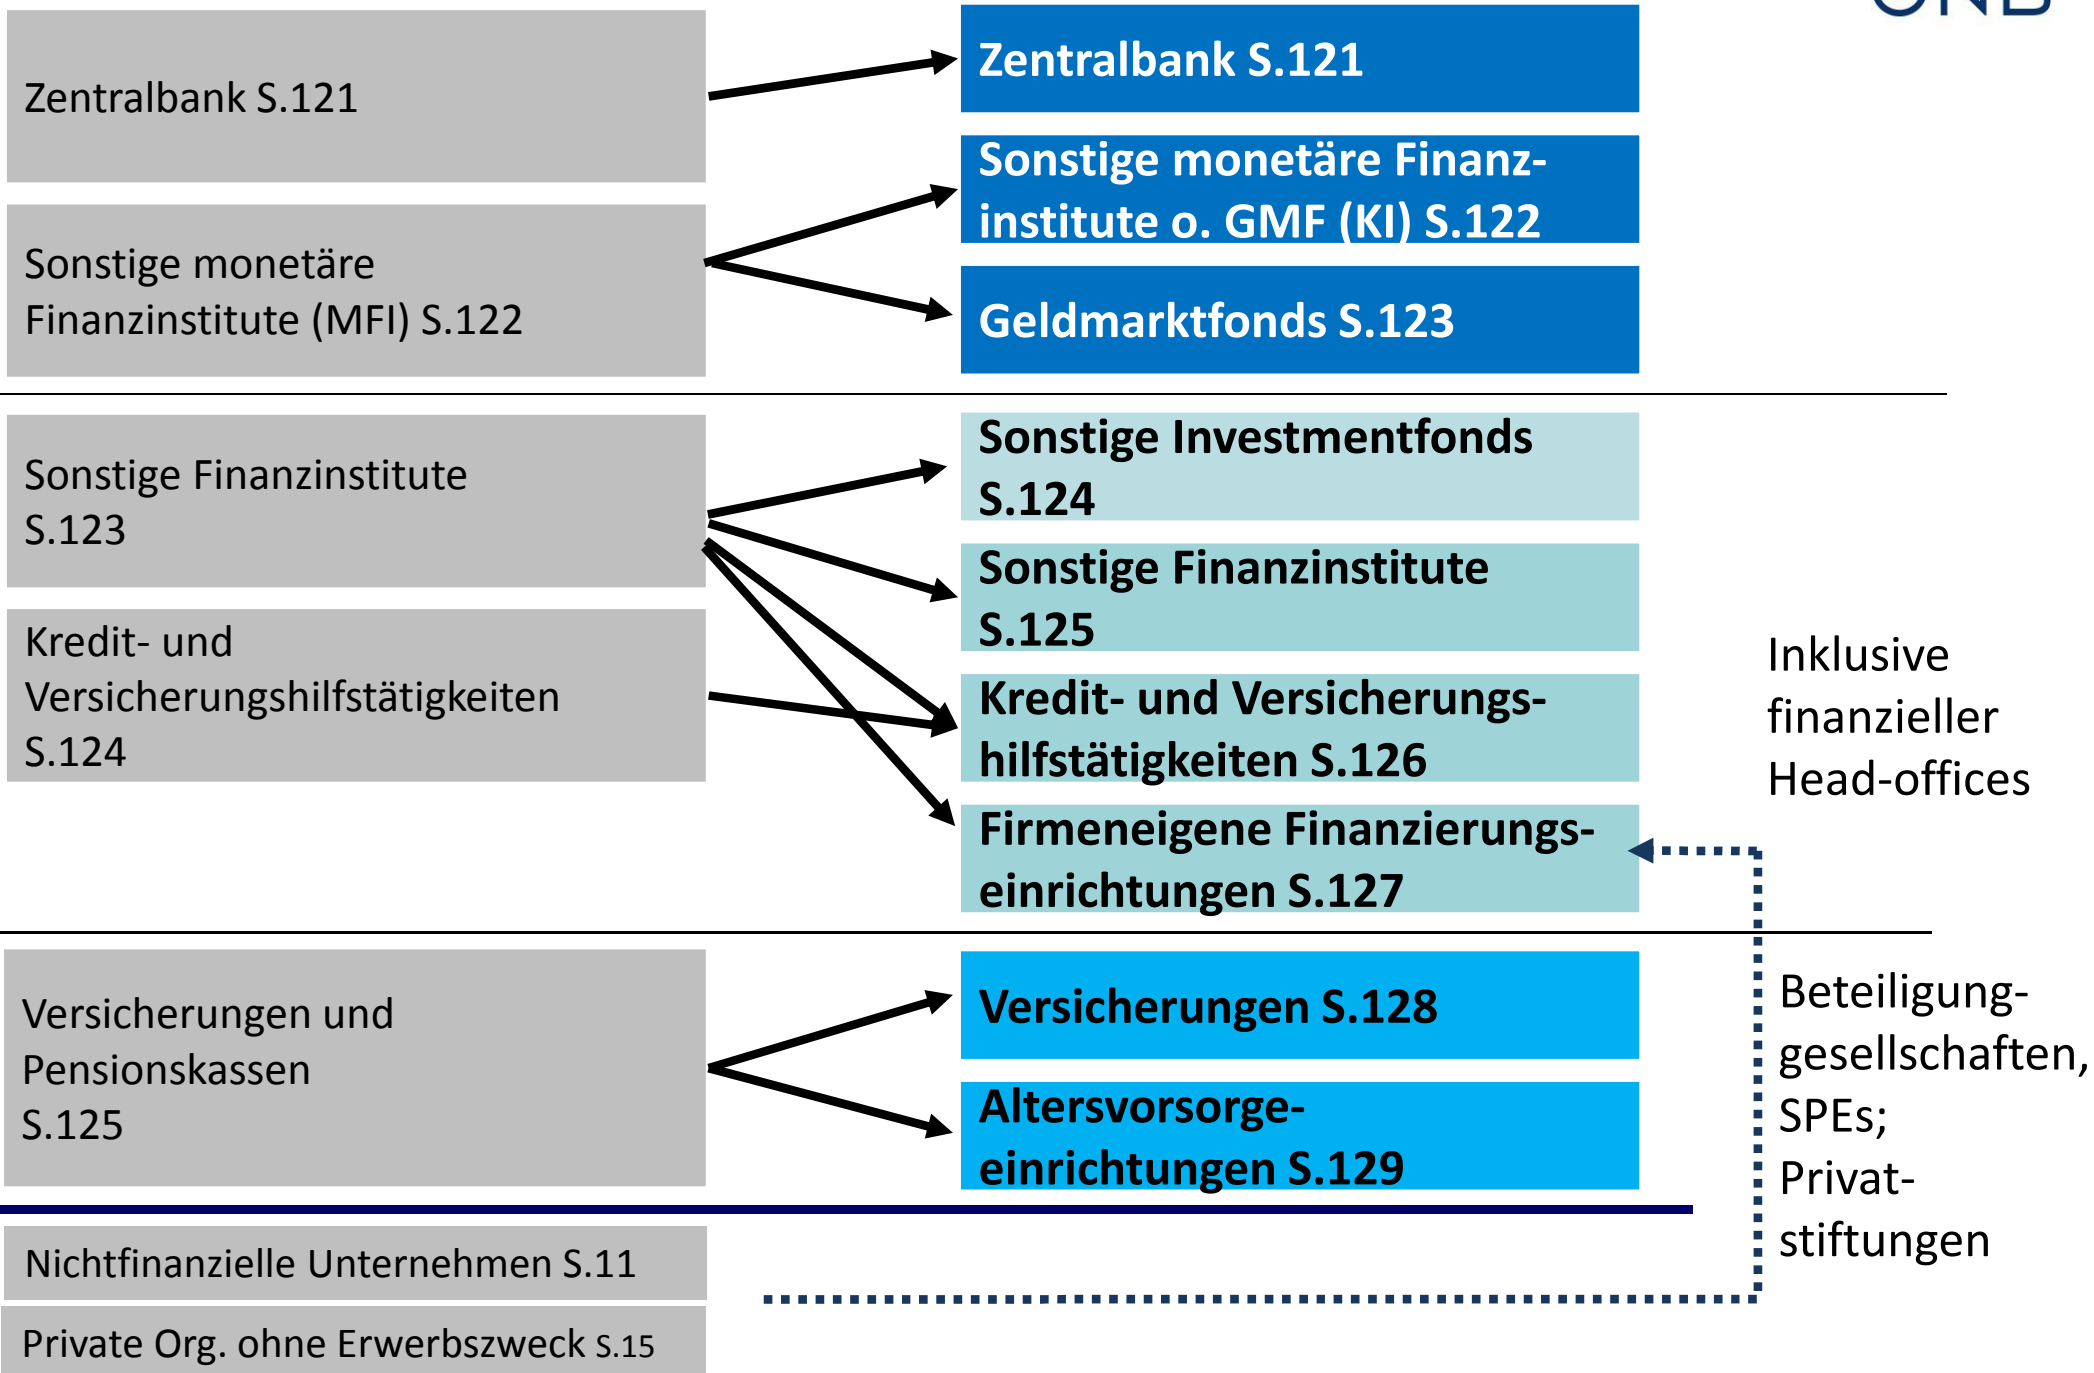 Zentralbank S.121
Sonstige monetäre
Finanzinstitute (MFI) S.122
Zentralbank S.121
Sonstige monetäre Finanz-
institute o. GMF (KI) S.122
Geldmarktfonds S.123
Sonstige Finanzinstitute
S.123
Kredit- und
Versicherungshilfstätigkeiten
S.124
Sonstige Investmentfonds
S.124
Sonstige Finanzinstitute
S.125
Kredit- und Versicherungs-
hilfstätigkeiten S.126
Firmeneigene Finanzierungs-
einrichtungen S.127
Inklusive
finanzieller
Head-offices
Versicherungen und
Pensionskassen
S.125
Versicherungen S.128
Altersvorsorge-
einrichtungen S.129
Beteiligung-
gesellschaften,
SPEs;
Privat-
stiftungen
Nichtfinanzielle Unternehmen S.11
Private Org. ohne Erwerbszweck S.15